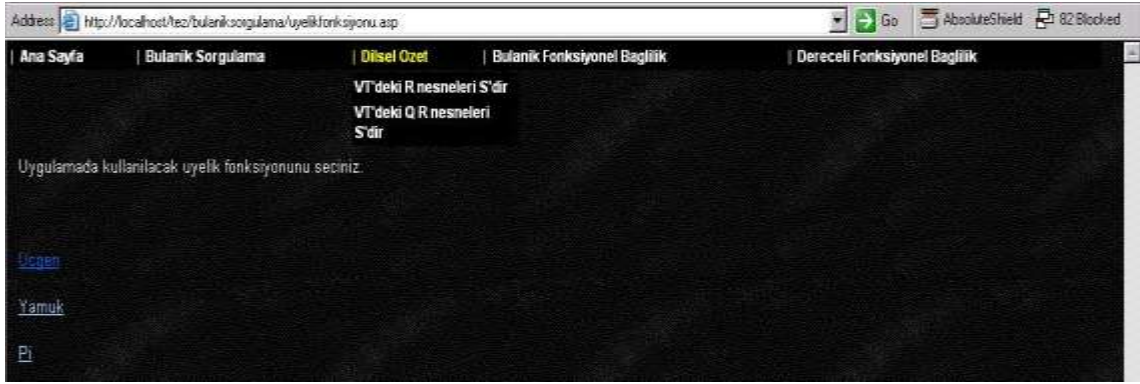 Address http://localhost/tez/bulaniksorgulama/uyelikfonksiyonu.asp Go AbsoluteShield 82 Blocked
| Ana Sayfa | Bulanik Sorgulama | Dilsel Ozet | Bulanik Fonksiyonel Baglilik | Dereceli Fonksiyonel Baglilik
VT'deki R nesneleri S'dir
VT'deki Q R nesneleri
S'dir
Uygulamada kullanilacak uyelik fonksiyonunu seciniz.
Ucgen
Yamuk
Pi